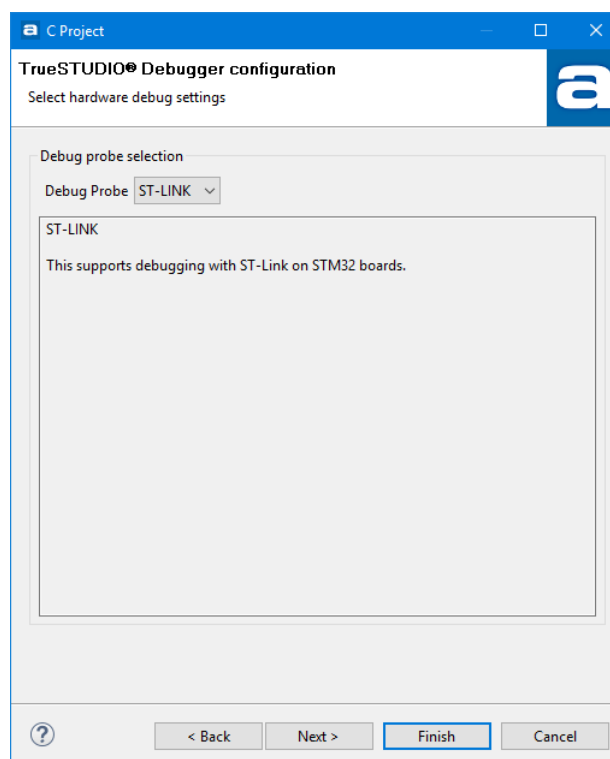 a C Project
TrueSTUDIO® Debugger configuration
Select hardware debug settings
a
Debug probe selection
Debug Probe ST-LINK
ST-LINK
This supports debugging with ST-Link on STM32 boards.
? < Back Next > Finish Cancel